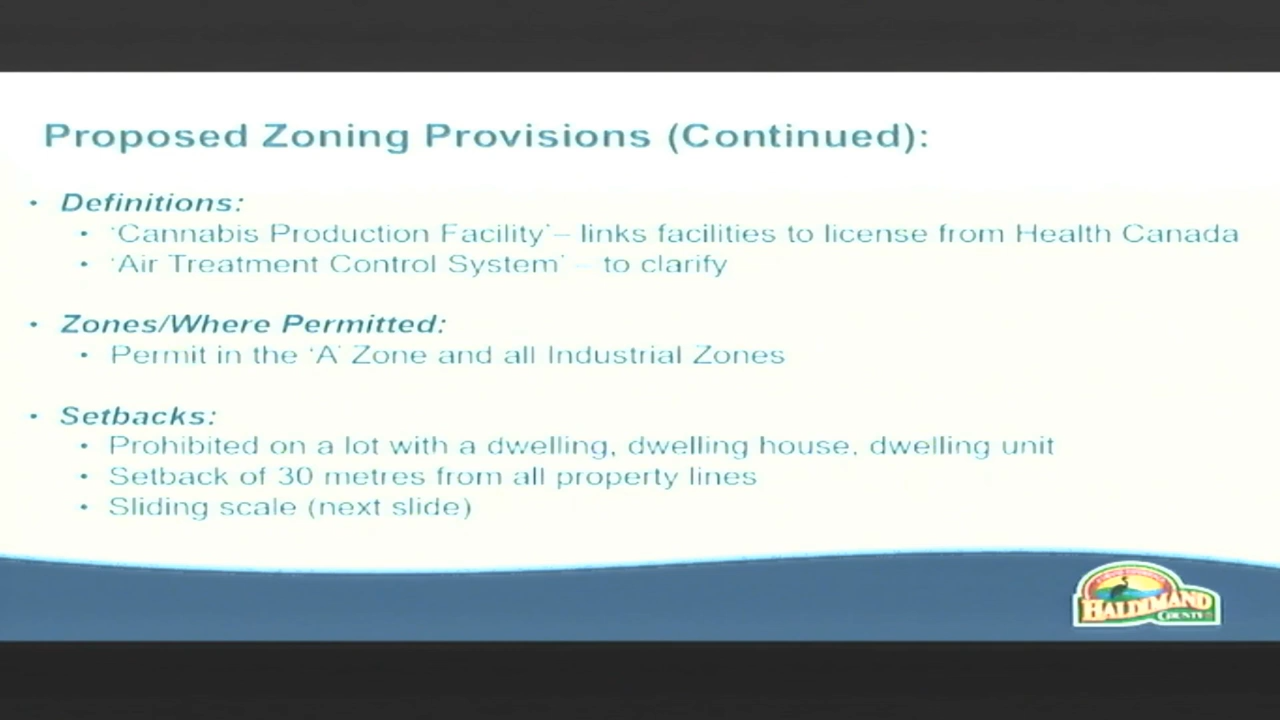 Proposed Zoning Provisions (Continued):
• Definitions:
• 'Cannabis Production Facility' – links facilities to license from Health Canada
• 'Air Treatment Control System' – to clarify
• Zones/Where Permitted:
• Permit in the 'A' Zone and all Industrial Zones
• Setbacks:
• Prohibited on a lot with a dwelling, dwelling house, dwelling unit
• Setback of 30 metres from all property lines
• Sliding scale (next slide)
HALDIMAND
COUNTY